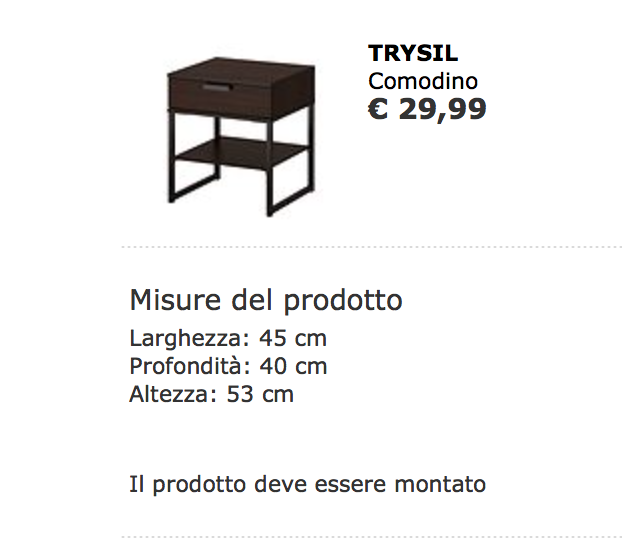 TRYSIL
Comodino
€ 29,99
Misure del prodotto
Larghezza: 45 cm
Profondità: 40 cm
Altezza: 53 cm
Il prodotto deve essere montato